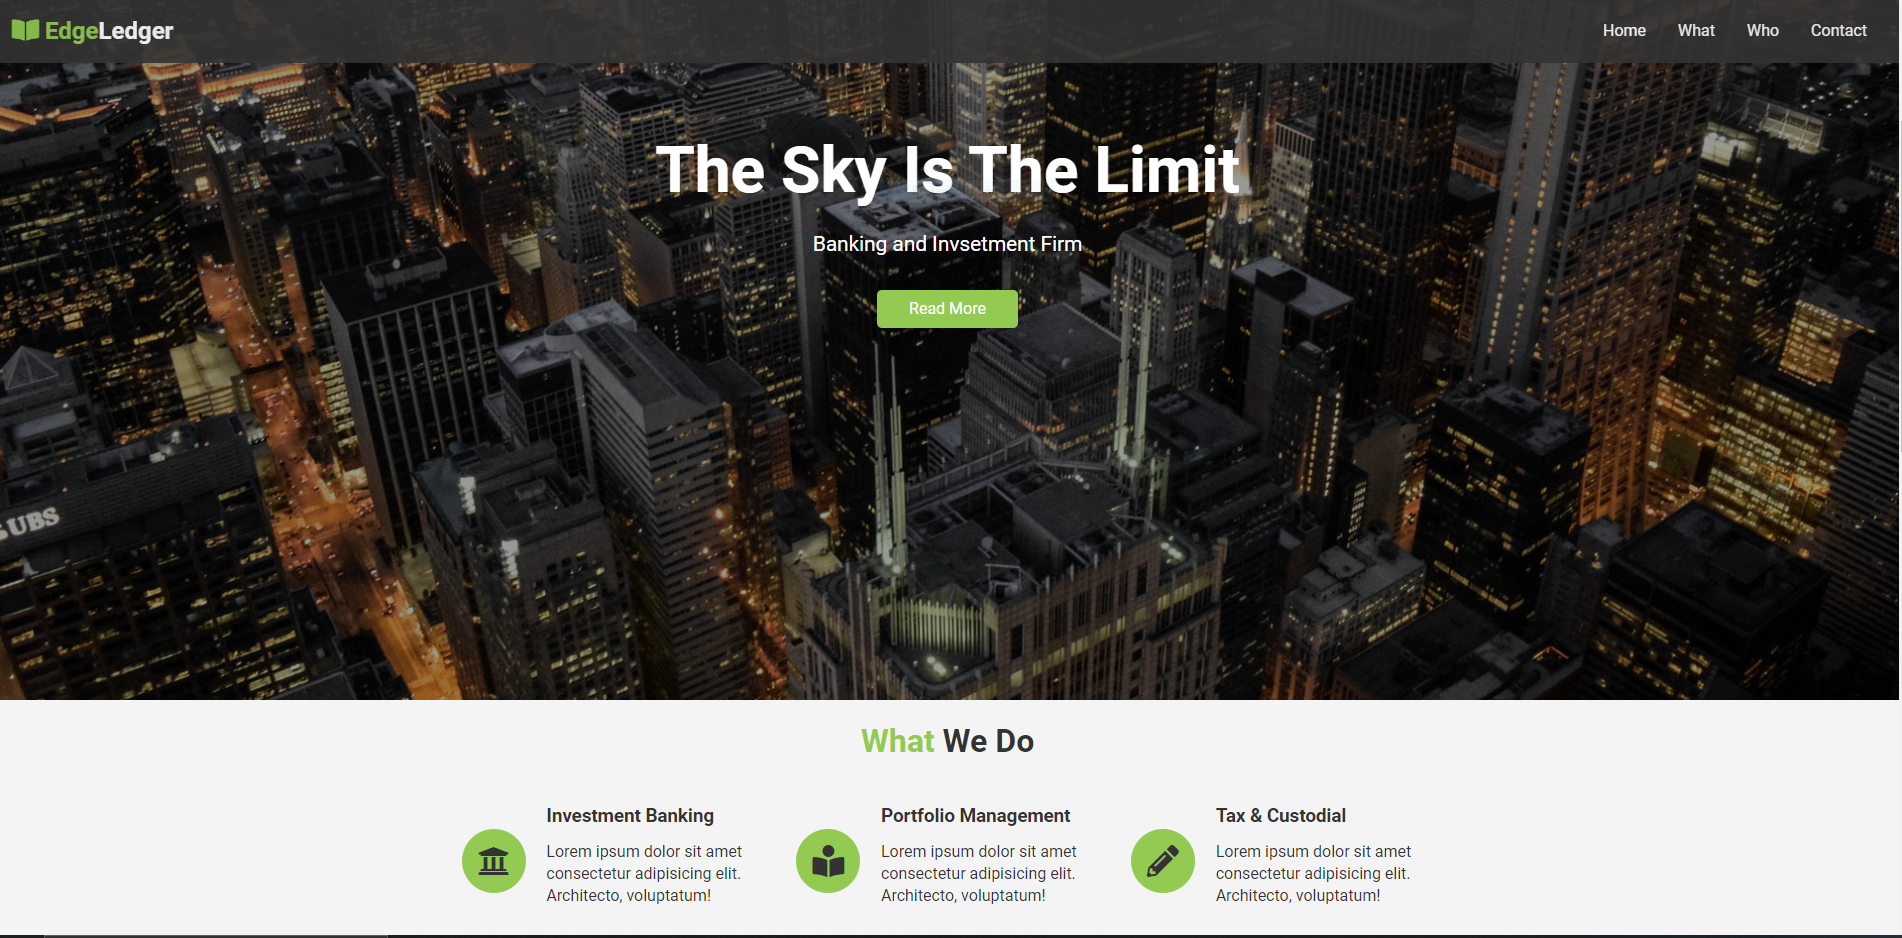 EdgeLedger
Home What Who Contact
The Sky Is The Limit
Banking and Invsetment Firm
Read More
UBS
What We Do
Investment Banking
Lorem ipsum dolor sit amet
consectetur adipisicing elit.
Architecto, voluptatum!
Portfolio Management
Lorem ipsum dolor sit amet
consectetur adipisicing elit.
Architecto, voluptatum!
Tax & Custodial
Lorem ipsum dolor sit amet
consectetur adipisicing elit.
Architecto, voluptatum!